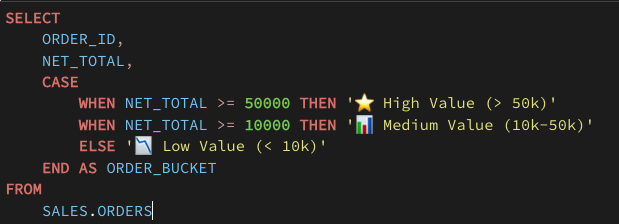 SELECT
    ORDER_ID,
    NET_TOTAL,
    CASE
        WHEN NET_TOTAL >= 50000 THEN '⭐ High Value (> 50k)'
        WHEN NET_TOTAL >= 10000 THEN '📊 Medium Value (10k-50k)'
        ELSE '📉 Low Value (< 10k)'
    END AS ORDER_BUCKET
FROM
    SALES.ORDERS